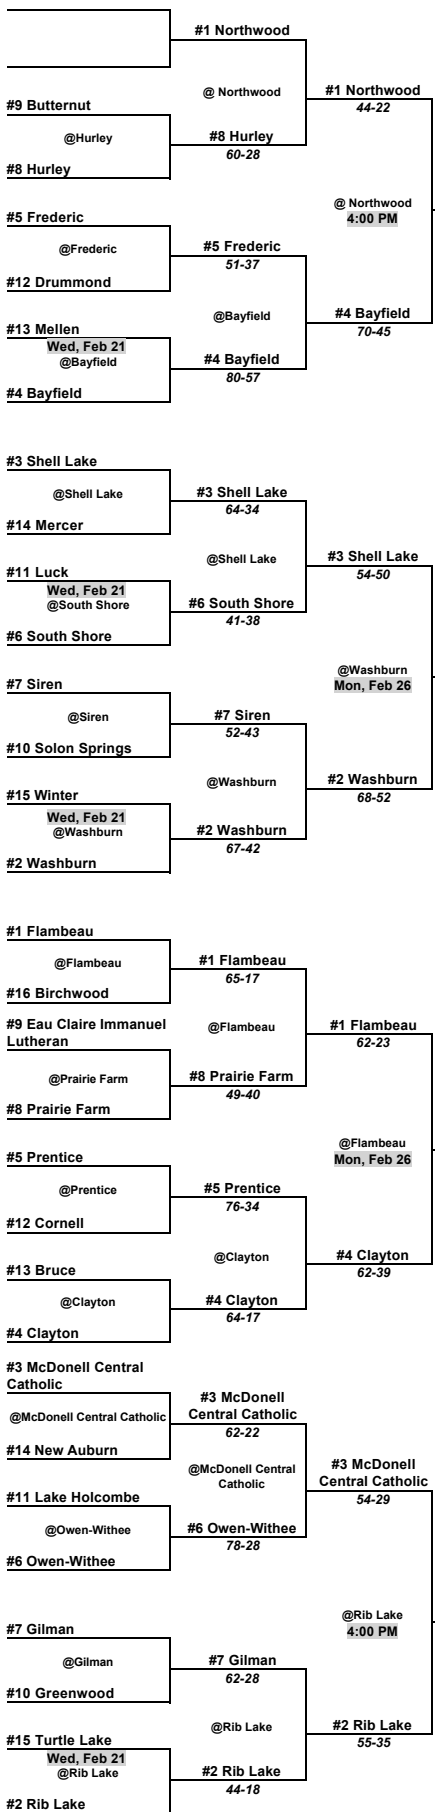 #1 Northwood
@ Northwood
#1 Northwood
44-22
#9 Butternut
@Hurley
#8 Hurley
60-28
#8 Hurley
@ Northwood
4:00 PM
#5 Frederic
@Frederic
#5 Frederic
51-37
#12 Drummond
@Bayfield
#4 Bayfield
70-45
#13 Mellen
Wed, Feb 21
@Bayfield
#4 Bayfield
80-57
#4 Bayfield
#3 Shell Lake
@Shell Lake
#3 Shell Lake
64-34
#14 Mercer
@Shell Lake
#3 Shell Lake
54-50
#11 Luck
Wed, Feb 21
@South Shore
#6 South Shore
41-38
#6 South Shore
@Washburn
Mon, Feb 26
#7 Siren
@Siren
#7 Siren
52-43
#10 Solon Springs
@Washburn
#2 Washburn
68-52
#15 Winter
Wed, Feb 21
@Washburn
#2 Washburn
67-42
#2 Washburn
#1 Flambeau
@Flambeau
#1 Flambeau
65-17
#16 Birchwood
@Flambeau
#1 Flambeau
62-23
#9 Eau Claire Immanuel
Lutheran
@Prairie Farm
#8 Prairie Farm
49-40
#8 Prairie Farm
@Flambeau
Mon, Feb 26
#5 Prentice
@Prentice
#5 Prentice
76-34
#12 Cornell
@Clayton
#4 Clayton
62-39
#13 Bruce
@Clayton
#4 Clayton
64-17
#4 Clayton
#3 McDonell Central
Catholic
@McDonell Central Catholic
#3 McDonell
Central Catholic
62-22
#14 New Auburn
@McDonell Central
Catholic
#3 McDonell
Central Catholic
54-29
#11 Lake Holcombe
@Owen-Withee
#6 Owen-Withee
78-28
#6 Owen-Withee
@Rib Lake
4:00 PM
#7 Gilman
@Gilman
#7 Gilman
62-28
#10 Greenwood
@Rib Lake
#2 Rib Lake
55-35
#15 Turtle Lake
Wed, Feb 21
@Rib Lake
#2 Rib Lake
44-18
#2 Rib Lake